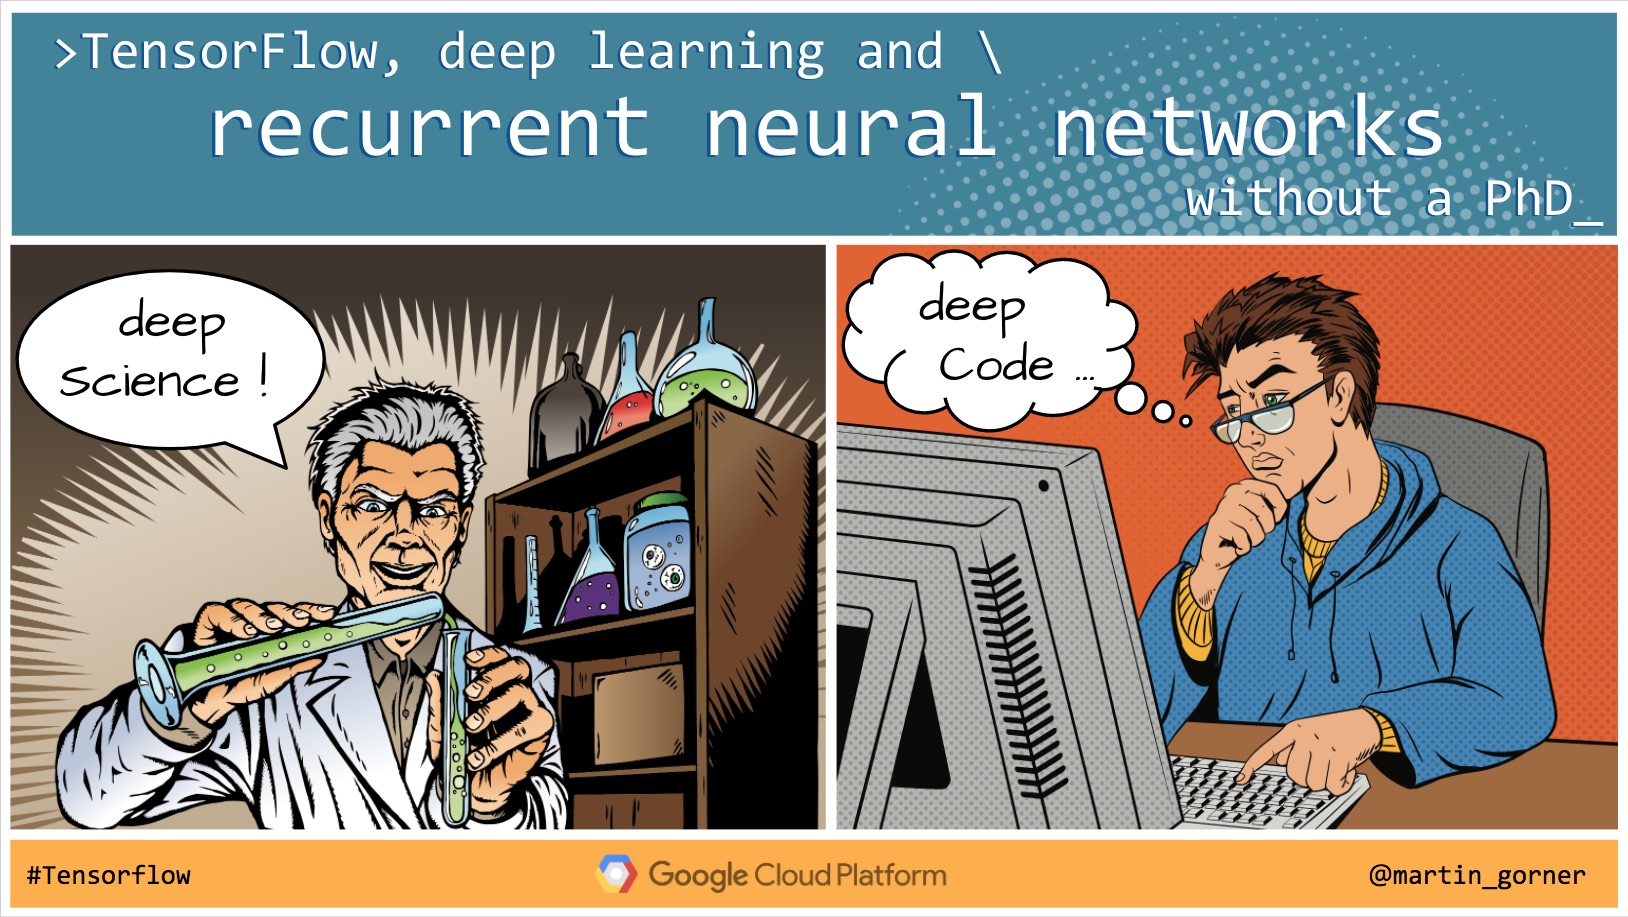 >TensorFlow, deep learning and \
recurrent neural networks
without a PhD_
deep
Science !
deep
Code ...
#Tensorflow
Google Cloud Platform
@martin_gorner